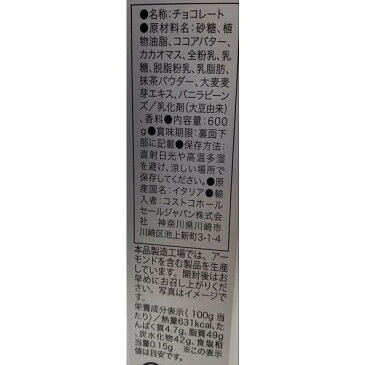 ●名称:チョコレート
●原材料名:砂糖、植
物油脂、ココアバター、
カカオマス、全粉乳、乳
糖、脱脂粉乳、乳脂肪、
抹茶パウダー、大麦麦
芽エキス、バニラビーン
ズ／乳化剤(大豆由来)
、香料●内容量:600
g●賞味期限:裏面下
部に記載●保存方法:
直射日光や高温多湿
を避け、涼しい場所で
保存してください。●原
産国名:イタリア●輸
入者:コストコホール
セールジャパン株式会
社　神奈川県川崎市
川崎区池上新町3-1-4
本品製造工場では、アー
モンドを含む製品を生産
しています。開封後はお
早めにお召し上がりくださ
い。写真はイメージです。
栄養成分表示(100g当
たり)／熱量631kcal、た
んぱく質4.7g、脂質49g
、炭水化物42g、食塩相
当量0.15g　※この表示
値は目安です。